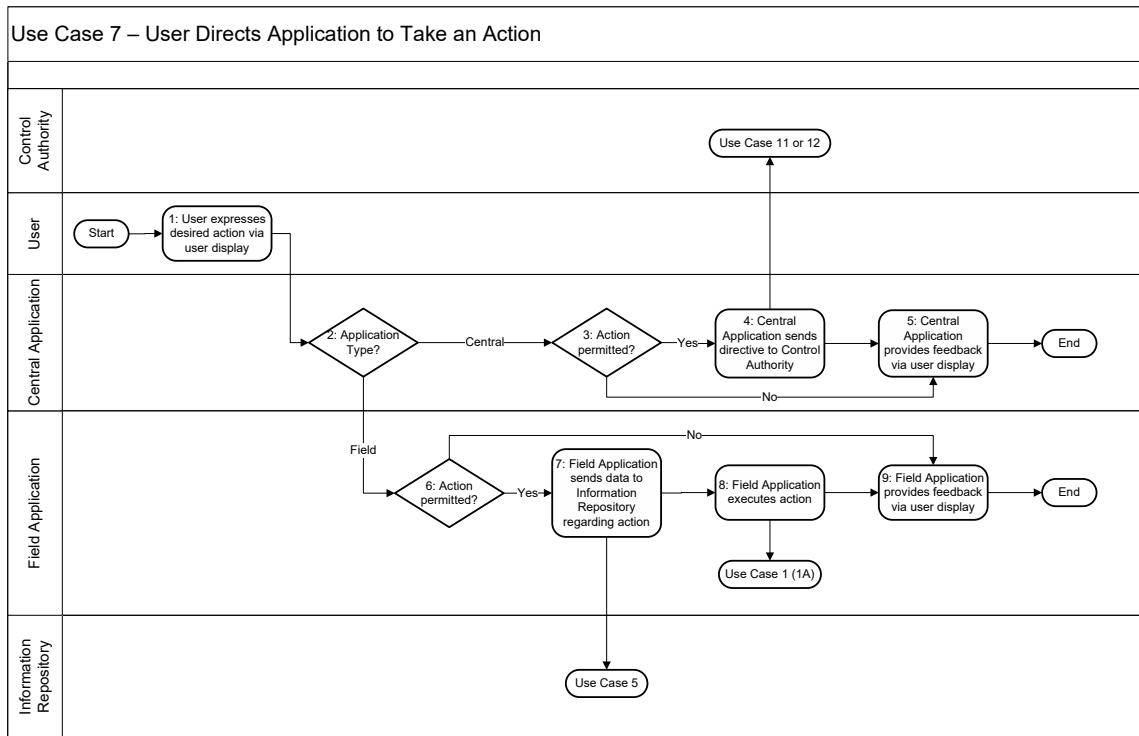 Use Case 7 – User Directs Application to Take an Action
Control
Authority
Use Case 11 or 12
User
Start
1: User expresses
desired action via
user display
Central Application
2: Application
Type?
Central
3: Action
permitted?
Yes
4: Central
Application sends
directive to Control
Authority
5: Central
Application
provides feedback
via user display
End
No
Field Application
Field
No
6: Action
permitted?
Yes
7: Field Application
sends data to
Information
Repository
regarding action
8: Field Application
executes action
9: Field Application
provides feedback
via user display
End
Use Case 1 (1A)
Information
Repository
Use Case 5